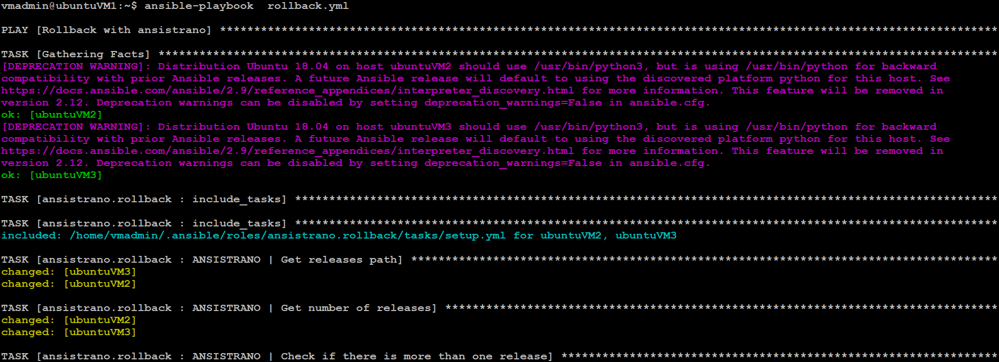 vmadmin@ubuntuVM1:~$ ansible-playbook  rollback.yml
PLAY [Rollback with ansistrano] ******************************************************************************************************************
TASK [Gathering Facts] ***************************************************************************************************************************
[DEPRECATION WARNING]: Distribution Ubuntu 18.04 on host ubuntuVM2 should use /usr/bin/python3, but is using /usr/bin/python for backward
compatibility with prior Ansible releases. A future Ansible release will default to using the discovered platform python for this host. See
https://docs.ansible.com/ansible/2.9/reference_appendices/interpreter_discovery.html for more information. This feature will be removed in
version 2.12. Deprecation warnings can be disabled by setting deprecation_warnings=False in ansible.cfg.
ok: [ubuntuVM2]
[DEPRECATION WARNING]: Distribution Ubuntu 18.04 on host ubuntuVM3 should use /usr/bin/python3, but is using /usr/bin/python for backward
compatibility with prior Ansible releases. A future Ansible release will default to using the discovered platform python for this host. See
https://docs.ansible.com/ansible/2.9/reference_appendices/interpreter_discovery.html for more information. This feature will be removed in
version 2.12. Deprecation warnings can be disabled by setting deprecation_warnings=False in ansible.cfg.
ok: [ubuntuVM3]
TASK [ansistrano.rollback : include_tasks] *******************************************************************************************************
TASK [ansistrano.rollback : include_tasks] *******************************************************************************************************
included: /home/vmadmin/.ansible/roles/ansistrano.rollback/tasks/setup.yml for ubuntuVM2, ubuntuVM3
TASK [ansistrano.rollback : ANSISTRANO | Get releases path] **************************************************************************************
changed: [ubuntuVM3]
changed: [ubuntuVM2]
TASK [ansistrano.rollback : ANSISTRANO | Get number of releases] *********************************************************************************
changed: [ubuntuVM2]
changed: [ubuntuVM3]
TASK [ansistrano.rollback : ANSISTRANO | Check if there is more than one release] ****************************************************************